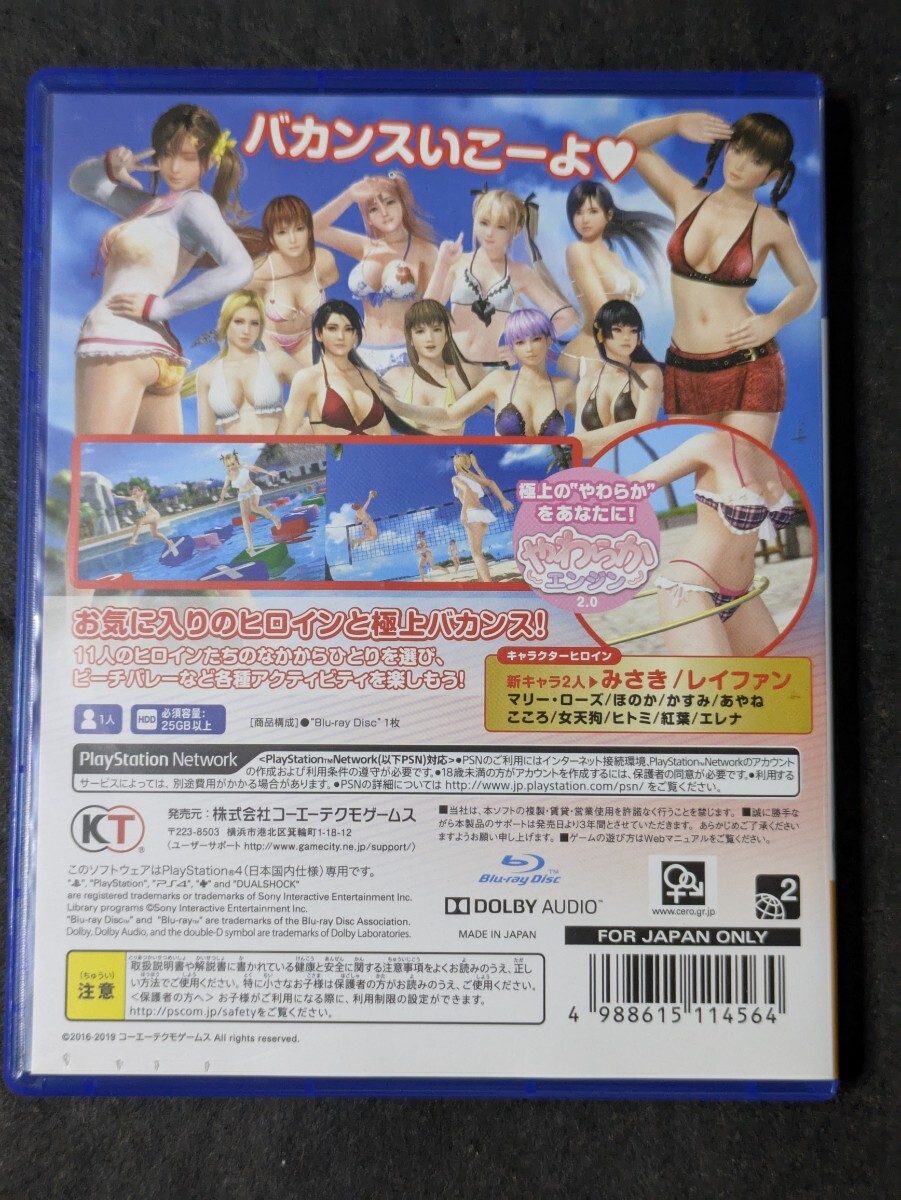 バカンスいこーよ♥
極上の"やわらか"
をあなたに!
やわらか
エンジン
2.0
お気に入りのヒロインと極上バカンス!
11人のヒロインたちのなかからひとりを選び、
ビーチバレーなど各種アクティビティを楽しもう!
キャラクターヒロイン
新キャラ2人▶みさき/レイファン
マリー・ローズ/ほのか/かすみ/あやね
こころ/女天狗/ヒトミ/紅葉/エレナ
1人
HDD 必須容量:
25GB以上
[商品構成]●"Blu-ray Disc" 1枚
PlayStation Network
<PlayStation™Network(以下PSN)対応>●PSNのご利用にはインターネット接続環境、PlayStation™Networkのアカウント
の作成および利用条件の遵守が必要です。●18歳未満の方がアカウントを作成するには、保護者の同意が必要です。●利用する
サービスによっては、別途費用がかかる場合があります。●PSNの詳細については http://www.jp.playstation.com/psn/ をご覧ください。
KT®
発売元: 株式会社コーエーテクモゲームス
〒223-8503 横浜市港北区箕輪町1-18-12
〈ユーザーサポート http://www.gamecity.ne.jp/support/〉
■当社は、本ソフトの複製・賃貸・営業使用を許諾なく行うことを禁じます。■誠に勝手な
がら本製品のサポートは発売日より3年間とさせていただきます。あらかじめご了承ください
ますようお願い申し上げます。■ゲームの遊び方はWebマニュアルをご覧ください。
このソフトウェアはPlayStation®4(日本国内仕様)専用です。
"PlayStation", "PS4", and "DUALSHOCK"
are registered trademarks or trademarks of Sony Interactive Entertainment Inc.
Library programs ©Sony Interactive Entertainment Inc.
"Blu-ray Disc™" and "Blu-ray™" are trademarks of the Blu-ray Disc Association.
Dolby, Dolby Audio, and the double-D symbol are trademarks of Dolby Laboratories.
Blu-ray Disc™
DOLBY AUDIO™
MADE IN JAPAN
www.cero.gr.jp
2
FOR JAPAN ONLY
(ちゅうい)
注意
取扱説明書や解説書に書かれている健康と安全に関する注意事項をよくお読みのうえ、正し
い方法でご使用ください。特に小さなお子様は保護者の方がお読みのうえ、ご使用ください。
<保護者の方へ> お子様がご利用になる際に、利用制限の設定ができます。
http://pscom.jp/safetyをご覧ください。
4 988615 114564
©2016-2019 コーエーテクモゲームス All rights reserved.